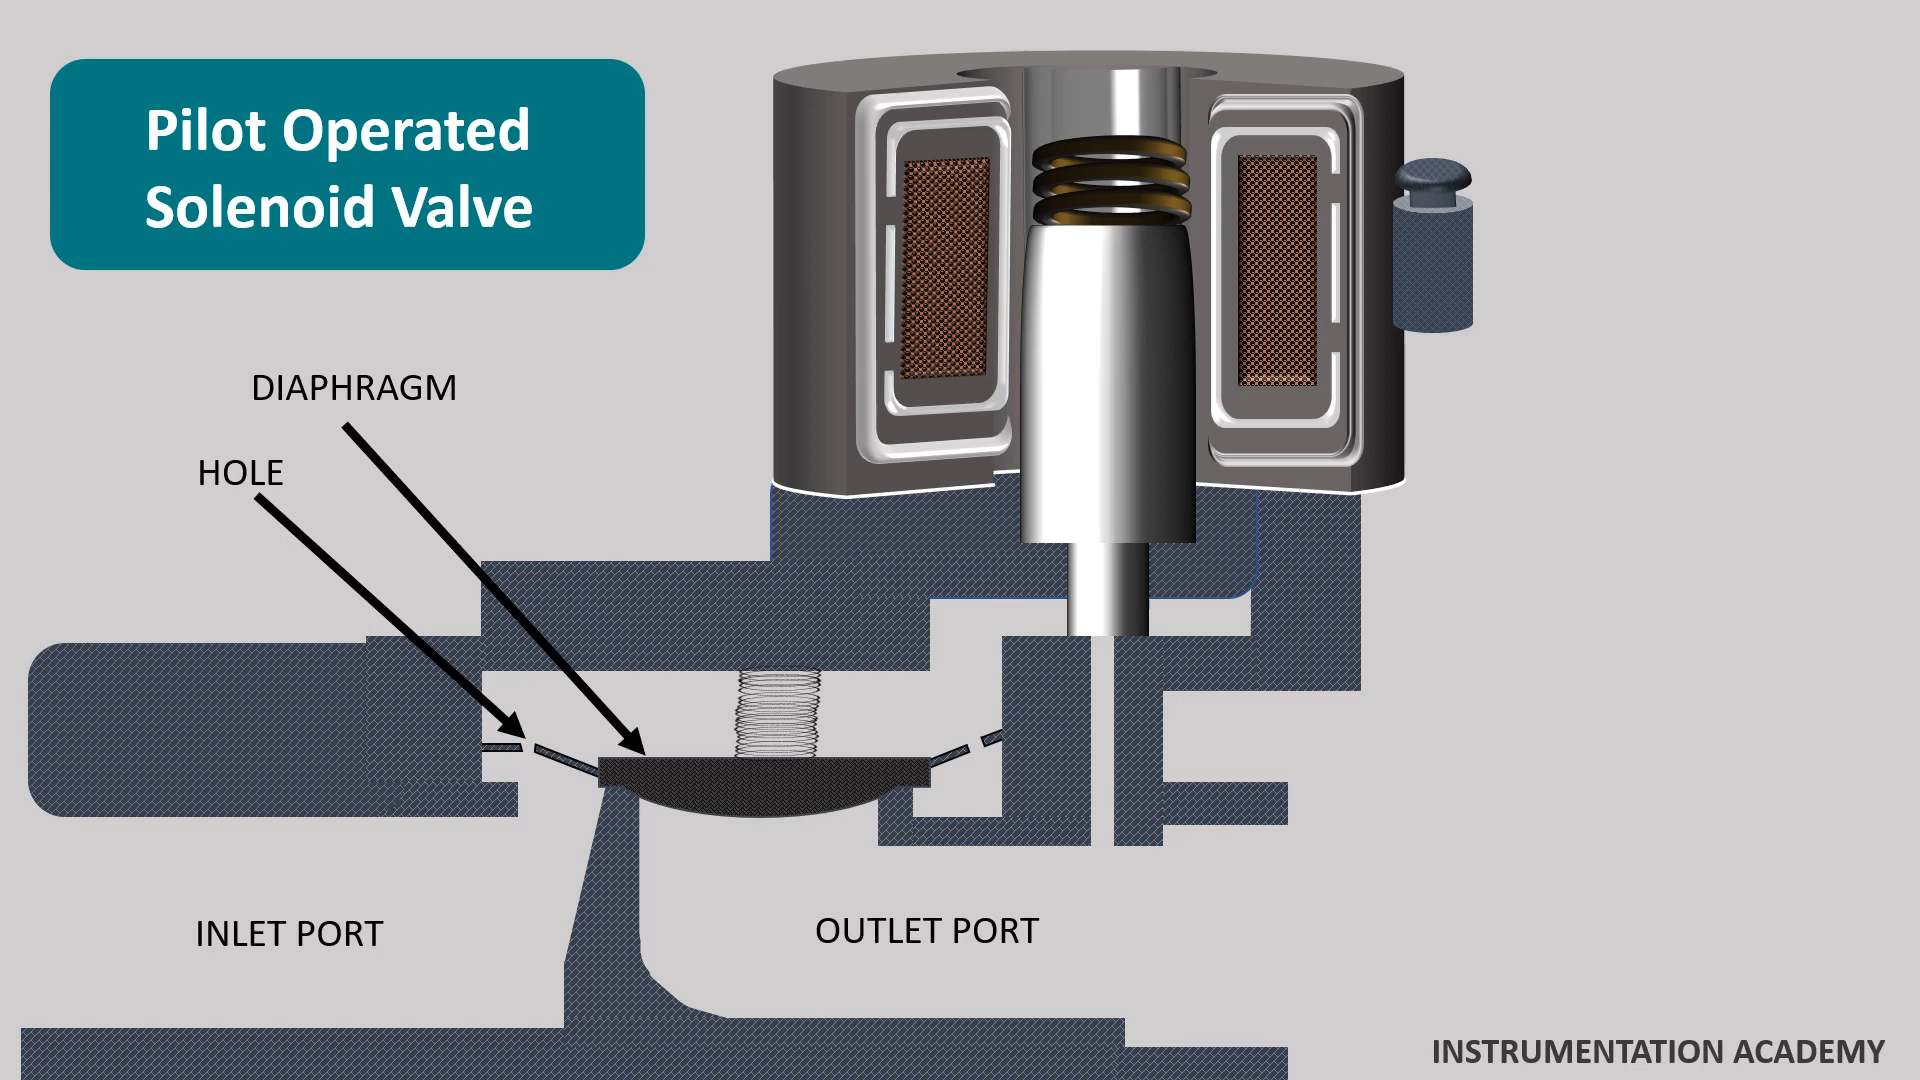 Pilot Operated
Solenoid Valve
DIAPHRAGM
HOLE
INLET PORT
OUTLET PORT
INSTRUMENTATION ACADEMY